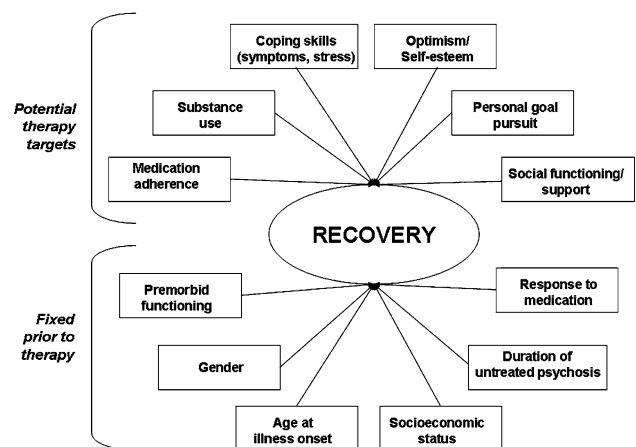 Coping skills
(symptoms, stress)
Optimism/
Self-esteem
Potential
therapy
targets
Substance
use
Personal goal
pursuit
Medication
adherence
Social functioning/
support
RECOVERY
Fixed
prior to
therapy
Premorbid
functioning
Response to
medication
Gender
Duration of
untreated psychosis
Age at
illness onset
Socioeconomic
status